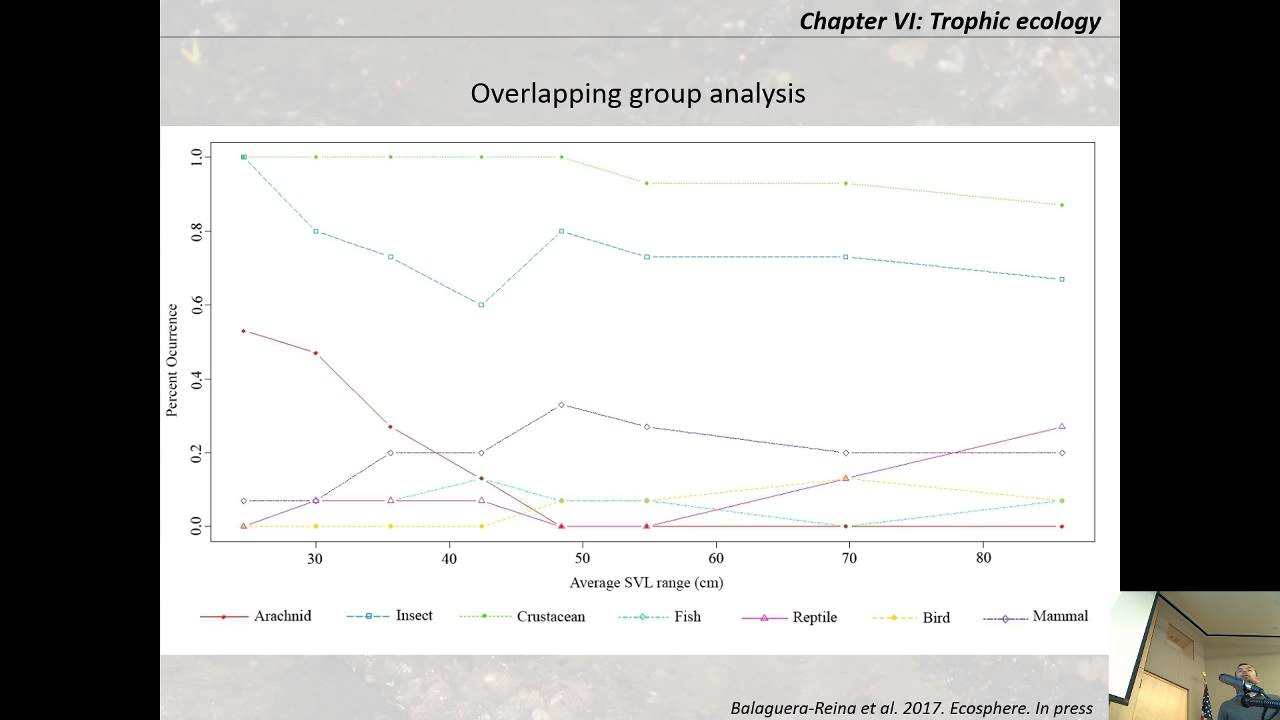 Chapter VI: Trophic ecology
Overlapping group analysis
Percent Ocurrence
1.0
0.8
0.6
0.4
0.2
0.0
30 40 50 60 70 80
Average SVL range (cm)
Arachnid Insect Crustacean Fish Reptile Bird Mammal
Balaguera-Reina et al. 2017. Ecosphere. In press